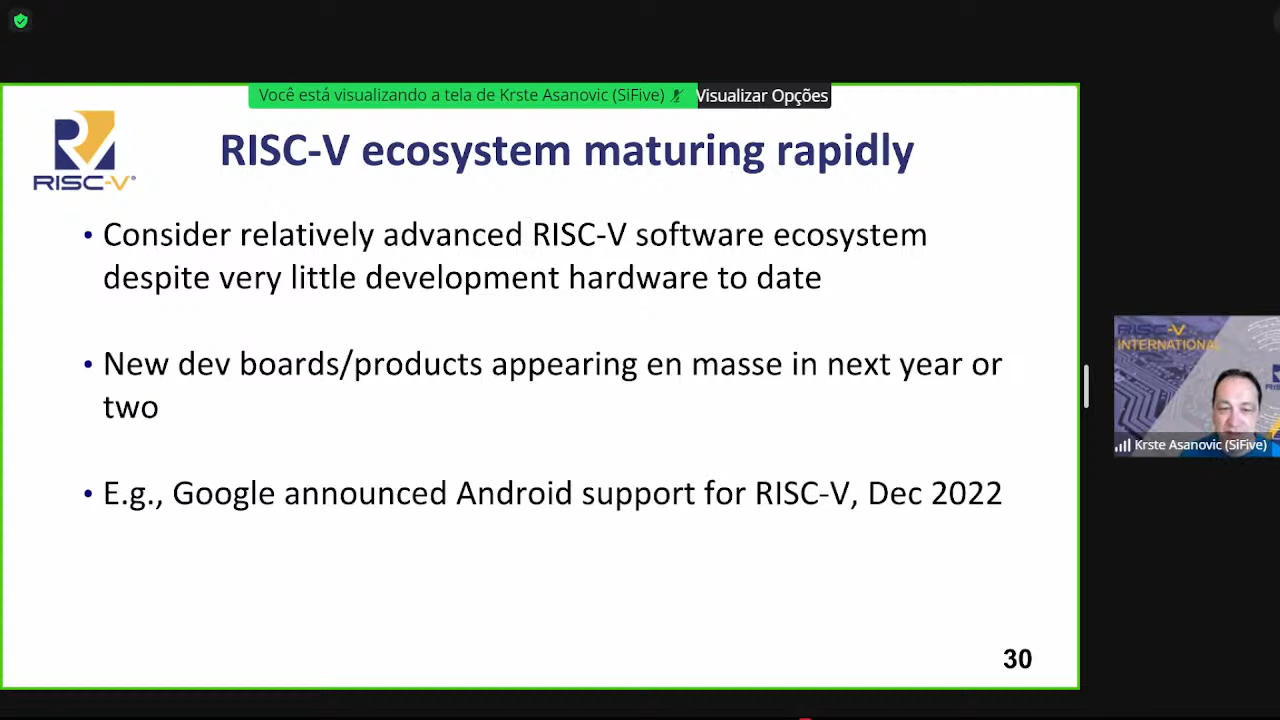 Você está visualizando a tela de Krste Asanovic (SiFive)
Visualizar Opções
RISC-V®
RISC-V ecosystem maturing rapidly
• Consider relatively advanced RISC-V software ecosystem
despite very little development hardware to date
• New dev boards/products appearing en masse in next year or
two
• E.g., Google announced Android support for RISC-V, Dec 2022
30
RISC-V
INTERNATIONAL
Krste Asanovic (SiFive)